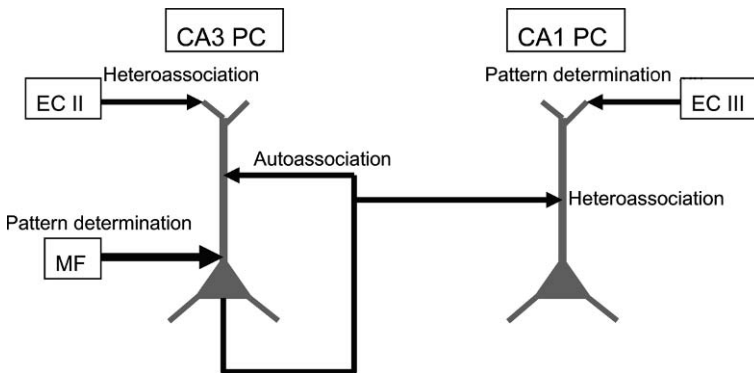 CA3 PC
CA1 PC
Heteroassociation
Pattern determination ....
EC II
EC III
Autoassociation
Pattern determination
Heteroassociation
MF